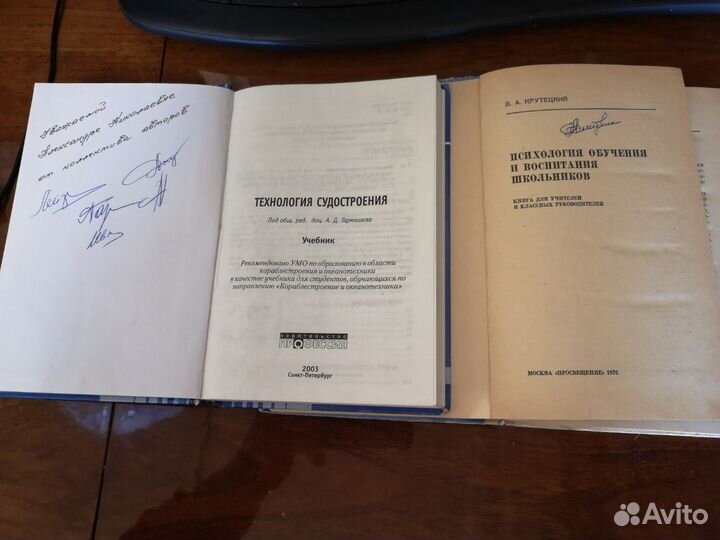 Уважаемой
Александре Николаевне
от коллектива авторов
ТЕХНОЛОГИЯ СУДОСТРОЕНИЯ
Под общ. ред. доц. А. Д. Гармашева
Учебник
Рекомендовано УМО по образованию в области
кораблестроения и океанотехники
в качестве учебника для студентов, обучающихся по
направлению «Кораблестроение и океанотехника»
ИЗДАТЕЛЬСТВО
ПРОФЕССИЯ
2003
Санкт-Петербург
В. А. КРУТЕЦКИЙ
ПСИХОЛОГИЯ ОБУЧЕНИЯ
И ВОСПИТАНИЯ
ШКОЛЬНИКОВ
КНИГА ДЛЯ УЧИТЕЛЕЙ
И КЛАССНЫХ РУКОВОДИТЕЛЕЙ
МОСКВА «ПРОСВЕЩЕНИЕ» 1976
Avito